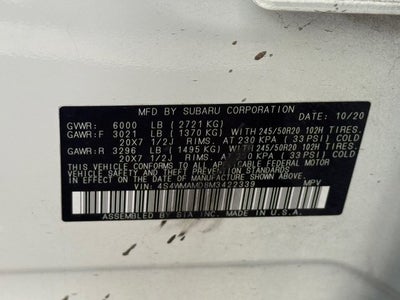 MFD BY SUBARU CORPORATION 10/20
GVWR: 6000 LB ( 2721 KG)
GAWR:F 3021 LB ( 1370 KG) WITH 245/50R20 102H TIRES.
20X7 1/2J RIMS. AT 230 KPA ( 33 PSI) COLD
GAWR:R 3296 LB ( 1495 KG) WITH 245/50R20 102H TIRES.
20X7 1/2J RIMS. AT 230 KPA ( 33 PSI) COLD
THIS VEHICLE CONFORMS TO ALL APPLICABLE FEDERAL MOTOR
VEHICLE SAFETY STANDARDS IN EFFECT ON THE DATE OF
MANUFACTURE SHOWN ABOVE.
VIN: 4S4WMAMD8M3422339 MPV
ASSEMBLED BY SIA INC. MADE IN U.S.A.